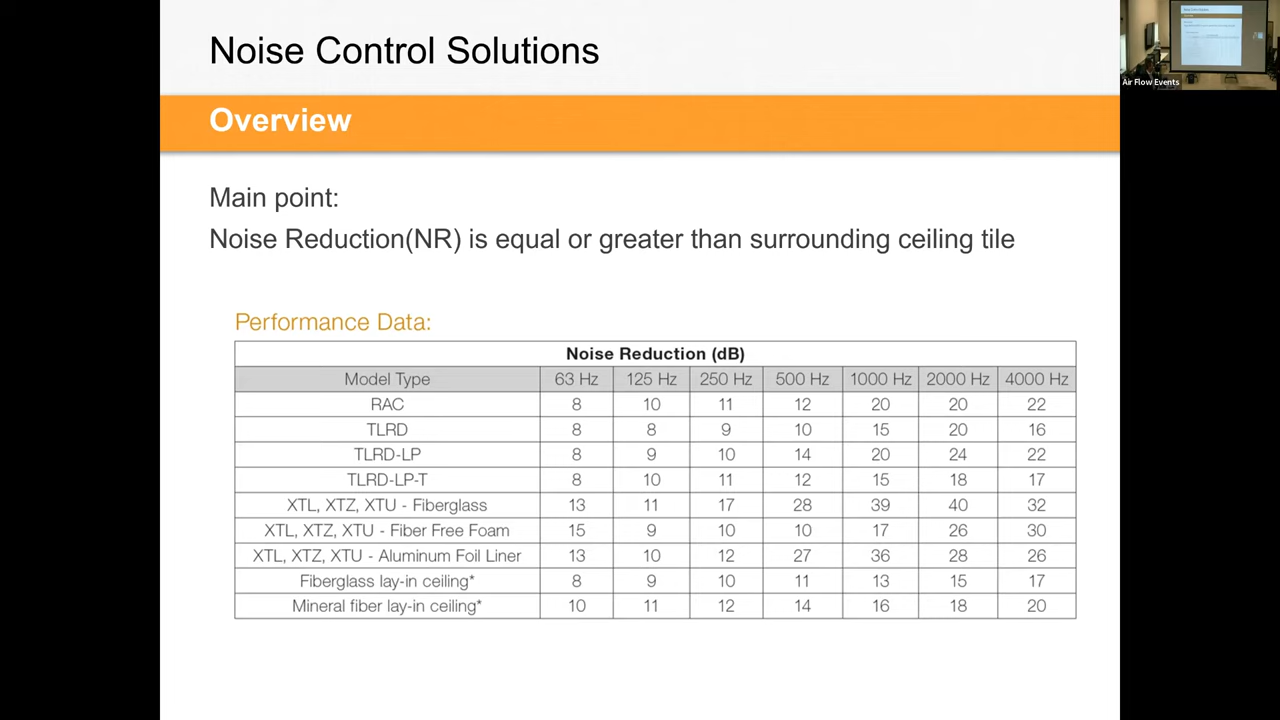 Noise Control Solutions
Air Flow Events
Overview
Main point:
Noise Reduction(NR) is equal or greater than surrounding ceiling tile
Performance Data:
Noise Reduction (dB)
Model Type 63 Hz 125 Hz 250 Hz 500 Hz 1000 Hz 2000 Hz 4000 Hz
RAC 8 10 11 12 20 20 22
TLRD 8 8 9 10 15 20 16
TLRD-LP 8 9 10 14 20 24 22
TLRD-LP-T 8 10 11 12 15 18 17
XTL, XTZ, XTU - Fiberglass 13 11 17 28 39 40 32
XTL, XTZ, XTU - Fiber Free Foam 15 9 10 10 17 26 30
XTL, XTZ, XTU - Aluminum Foil Liner 13 10 12 27 36 28 26
Fiberglass lay-in ceiling* 8 9 10 11 13 15 17
Mineral fiber lay-in ceiling* 10 11 12 14 16 18 20